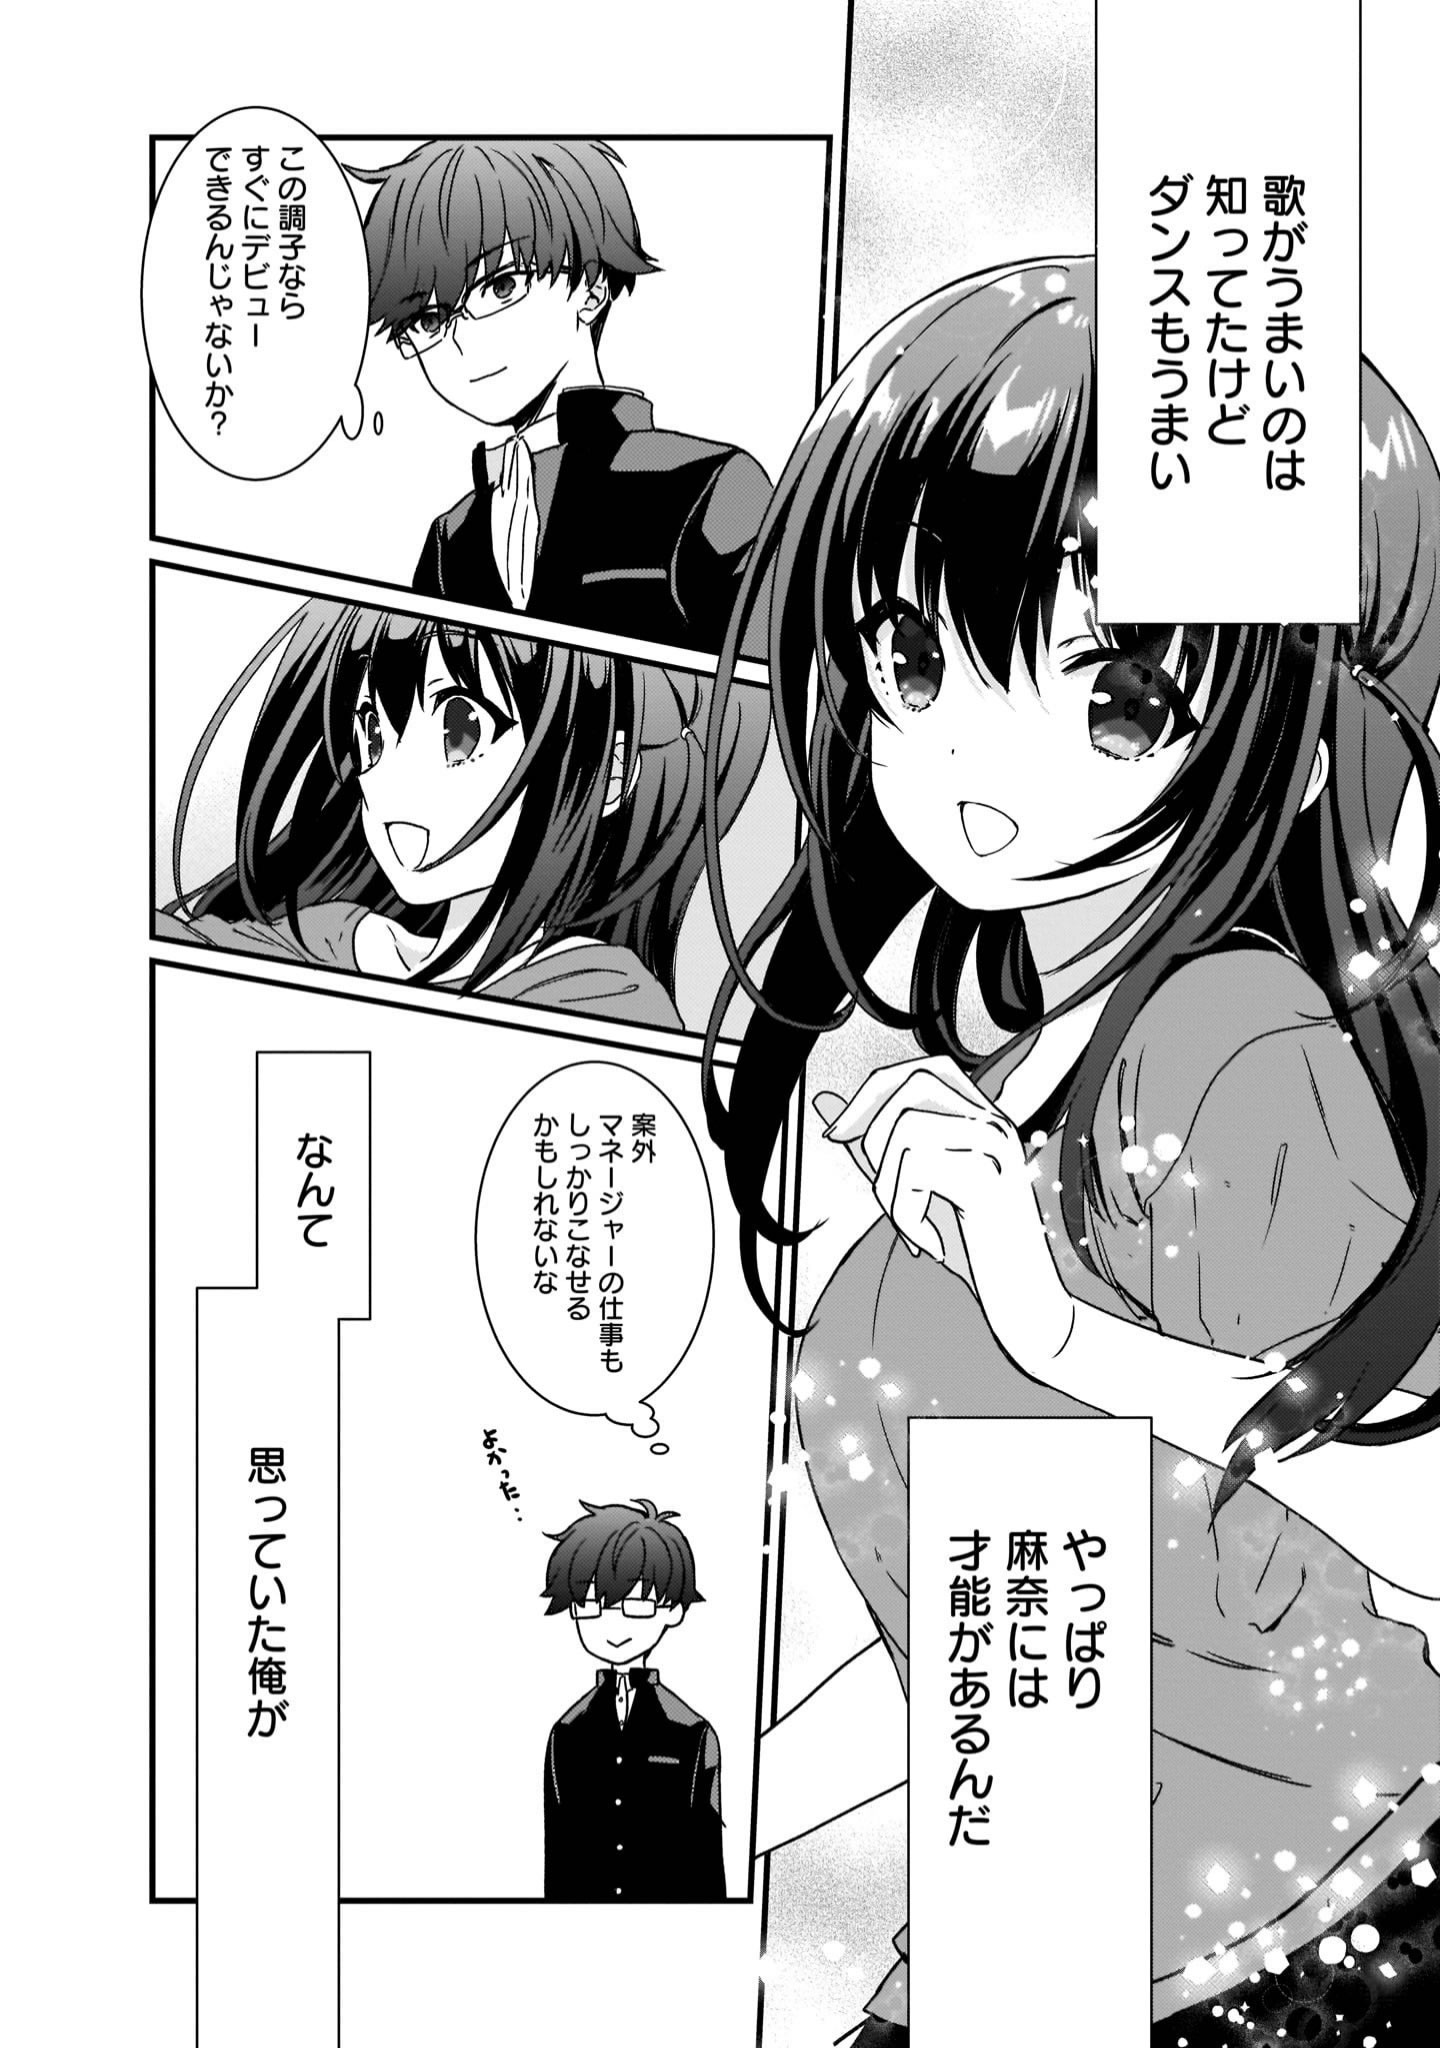 歌がうまいのは
知ってたけど
ダンスもうまい
やっぱり
麻奈には
才能があるんだ
この調子なら
すぐにデビュー
できるんじゃないか？
案外
マネージャーの仕事も
しっかりこなせる
かもしれないな
よかった‥
なんて
思っていた俺が